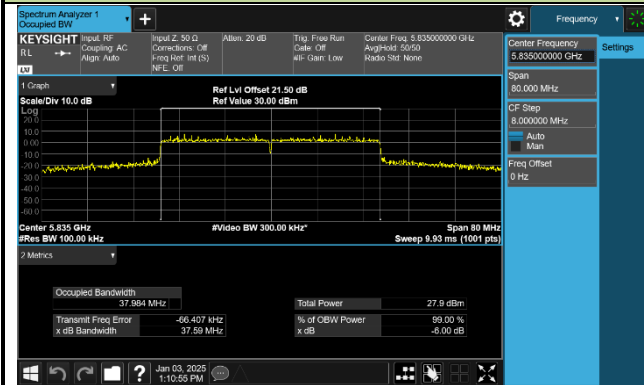 Spectrum Analyzer 1
Occupied BW
Frequency
KEYSIGHT
RL
LXI
Input: RF
Coupling: AC
Align: Auto
Input Z: 50 Ω
Corrections: Off
Freq Ref: Int (S)
NFE: Off
Atten: 20 dB
Trig: Free Run
Gate: Off
#IF Gain: Low
Center Freq: 5.835000000 GHz
Avg|Hold: 50/50
Radio Std: None
Center Frequency
5.835000000 GHz
Settings
Span
80.000 MHz
CF Step
8.000000 MHz
Auto
Man
Freq Offset
0 Hz
1 Graph
Scale/Div 10.0 dB
Ref Lvl Offset 21.50 dB
Ref Value 30.00 dBm
Log
20.0
10.0
0.00
-10.0
-20.0
-30.0
-40.0
-50.0
-60.0
Center 5.835 GHz
#Video BW 300.00 kHz*
Span 80 MHz
#Res BW 100.00 kHz
Sweep 9.93 ms (1001 pts)
2 Metrics
Occupied Bandwidth
37.984 MHz
Total Power
27.9 dBm
Transmit Freq Error
-66.407 kHz
% of OBW Power
99.00 %
x dB Bandwidth
37.59 MHz
x dB
-6.00 dB
Jan 03, 2025
1:10:55 PM